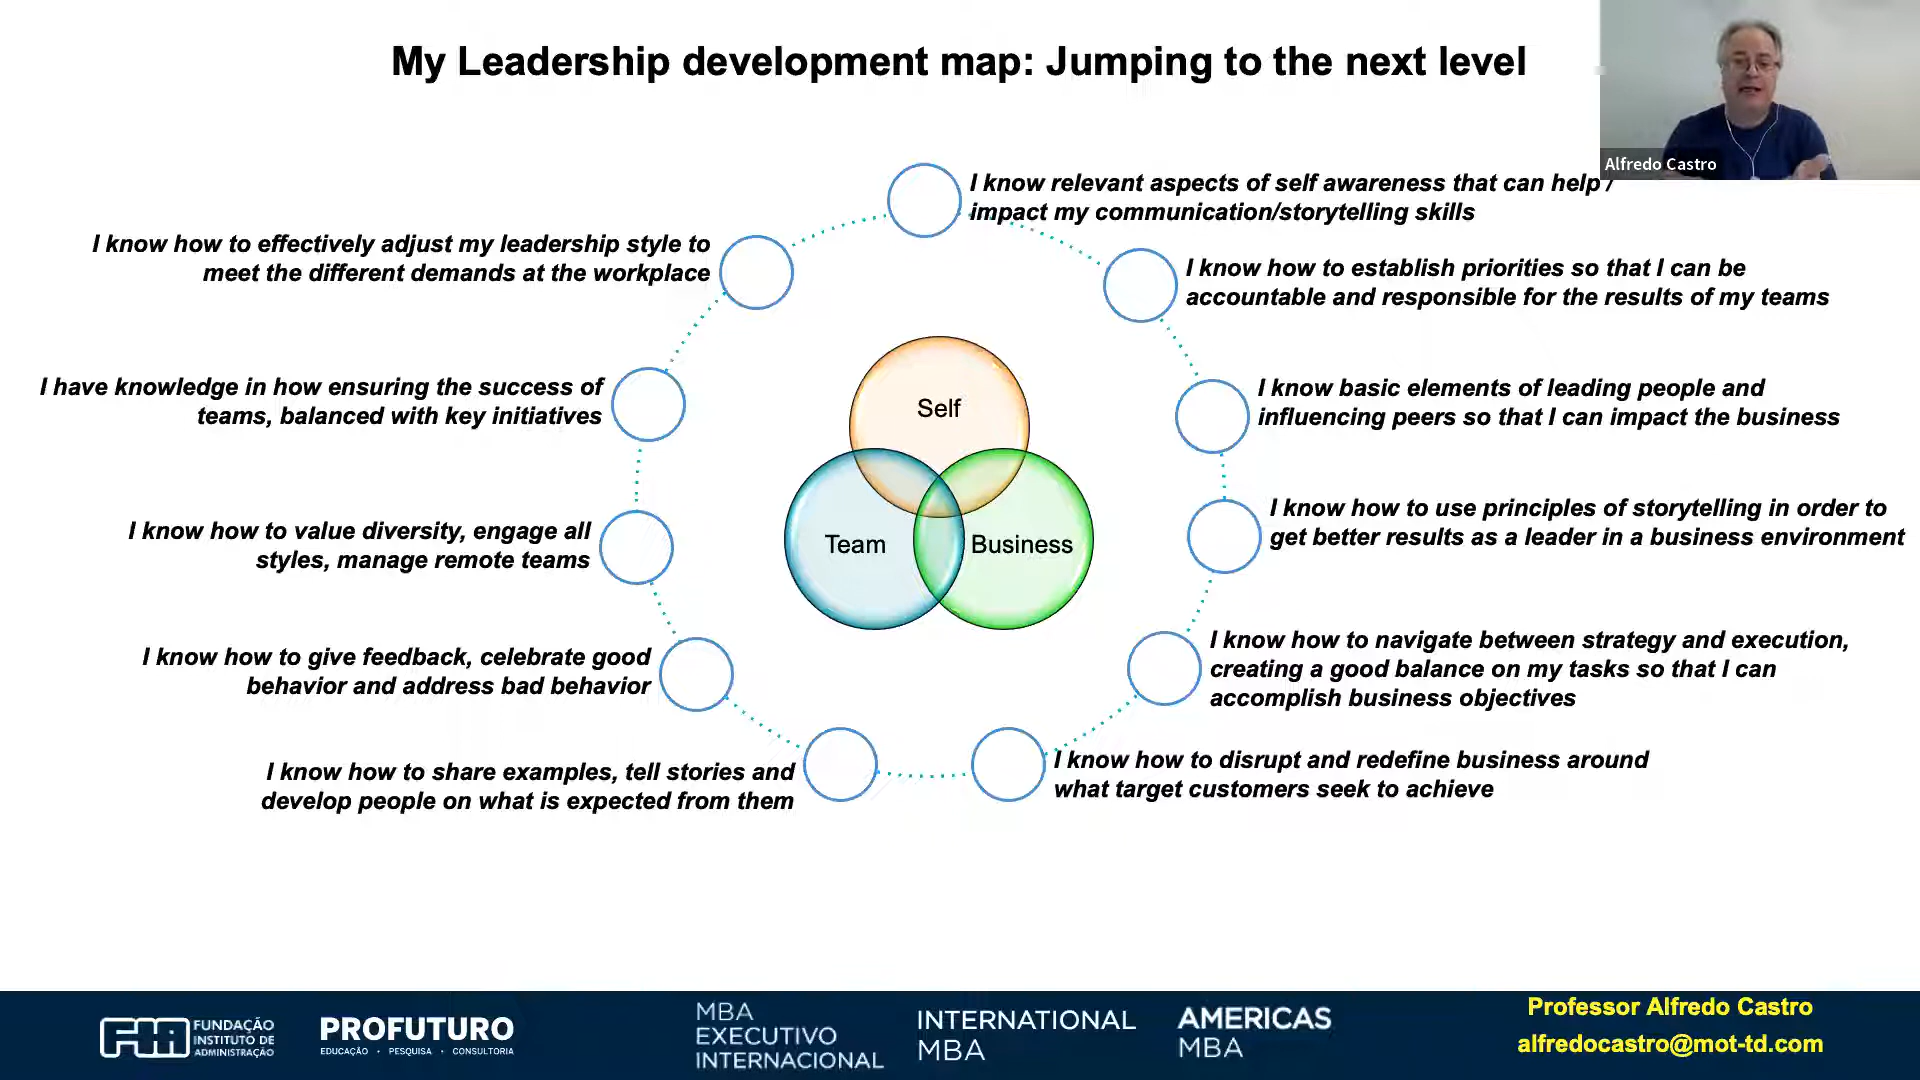 My Leadership development map: Jumping to the next level
Alfredo Castro
I know relevant aspects of self awareness that can help /
impact my communication/storytelling skills
I know how to establish priorities so that I can be
accountable and responsible for the results of my teams
I know basic elements of leading people and
influencing peers so that I can impact the business
I know how to use principles of storytelling in order to
get better results as a leader in a business environment
I know how to navigate between strategy and execution,
creating a good balance on my tasks so that I can
accomplish business objectives
I know how to disrupt and redefine business around
what target customers seek to achieve
I know how to share examples, tell stories and
develop people on what is expected from them
I know how to give feedback, celebrate good
behavior and address bad behavior
I know how to value diversity, engage all
styles, manage remote teams
I have knowledge in how ensuring the success of
teams, balanced with key initiatives
I know how to effectively adjust my leadership style to
meet the different demands at the workplace
Self
Team
Business
FIA
FUNDAÇÃO
INSTITUTO DE
ADMINISTRAÇÃO
PROFUTURO
EDUCAÇÃO • PESQUISA • CONSULTORIA
MBA
EXECUTIVO
INTERNACIONAL
INTERNATIONAL
MBA
AMERICAS
MBA
Professor Alfredo Castro
alfredocastro@mot-td.com